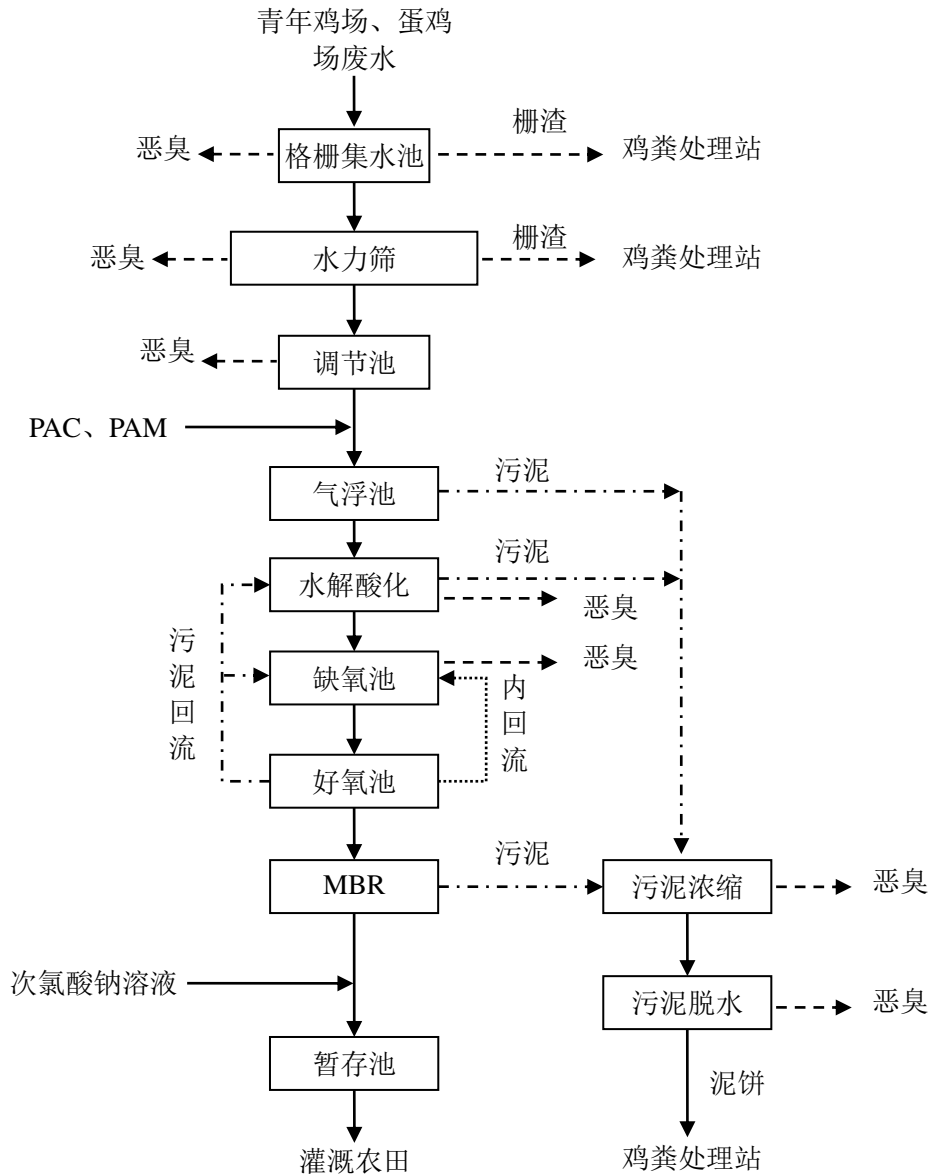 青年鸡场、蛋鸡
场废水
栅渣
恶臭
格栅集水池
鸡粪处理站
栅渣
恶臭
水力筛
鸡粪处理站
恶臭
调节池
PAC、PAM
气浮池
污泥
水解酸化
污泥
恶臭
污泥回流
缺氧池
恶臭
内回流
好氧池
MBR
污泥
污泥浓缩
恶臭
次氯酸钠溶液
污泥脱水
恶臭
暂存池
泥饼
灌溉农田
鸡粪处理站